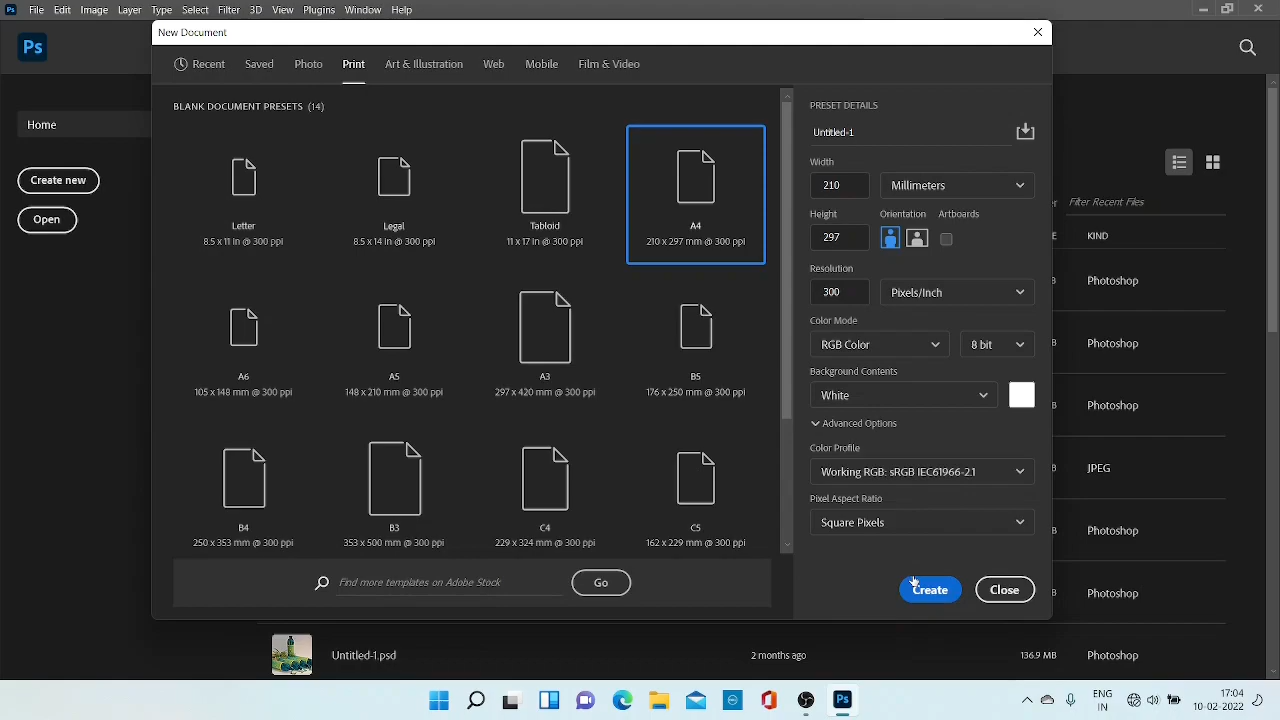 Ps File Edit Image Layer Type Select Filter 3D View Plugins Window Help
New Document
Ps
Recent Saved Photo Print Art & Illustration Web Mobile Film & Video
BLANK DOCUMENT PRESETS (14)
PRESET DETAILS
Untitled-1
Home
Create new
Open
Width
210 Millimeters
Height Orientation Artboards
297
Filter Recent Files
KIND
Letter Legal Tabloid A4
8.5 x 11 in @ 300 ppi 8.5 x 14 in @ 300 ppi 11 x 17 in @ 300 ppi 210 x 297 mm @ 300 ppi
Resolution
300 Pixels/Inch
Photoshop
Color Mode
RGB Color 8 bit
Photoshop
Background Contents
White
Photoshop
A6 A5 A3 B5
105 x 148 mm @ 300 ppi 148 x 210 mm @ 300 ppi 297 x 420 mm @ 300 ppi 176 x 250 mm @ 300 ppi
Advanced Options
Color Profile
Working RGB: sRGB IEC61966-2.1
JPEG
Pixel Aspect Ratio
Square Pixels
Photoshop
B4 B3 C4 C5
250 x 353 mm @ 300 ppi 353 x 500 mm @ 300 ppi 229 x 324 mm @ 300 ppi 162 x 229 mm @ 300 ppi
Find more templates on Adobe Stock Go
Create Close
Photoshop
Untitled-1.psd 2 months ago 136.9 MB Photoshop
Ps
ENG
IN
17:04
10-02-2022